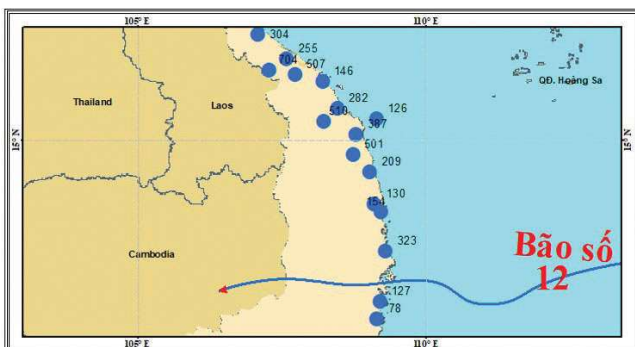 105° E
110° E
304
255
704
507
146
QĐ. Hoàng Sa
Thailand
Laos
282
126
510
387
15° N
15° N
501
209
130
154
Cambodia
323
Bão số
12
127
78
105° E
110° E